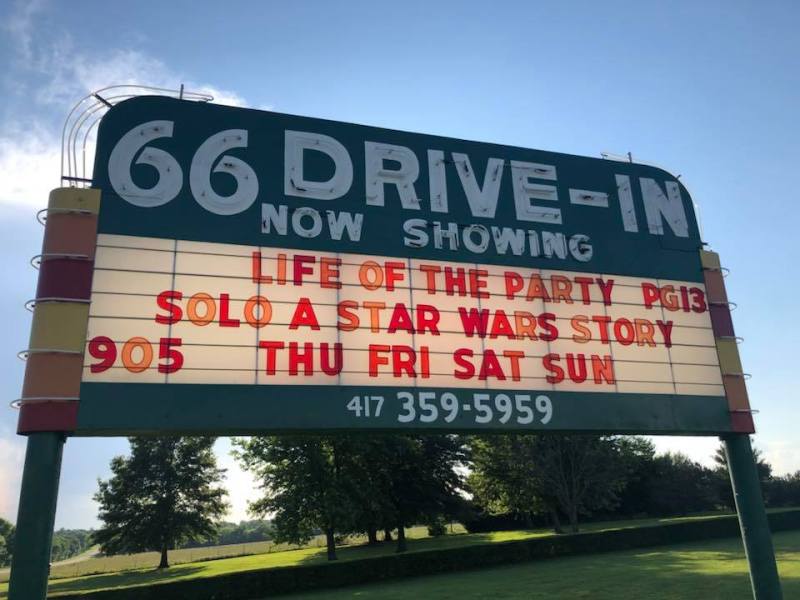 66 DRIVE-IN
NOW SHOWING
LIFE OF THE PARTY PG13
SOLO A STAR WARS STORY
905 THU FRI SAT SUN
417 359-5959